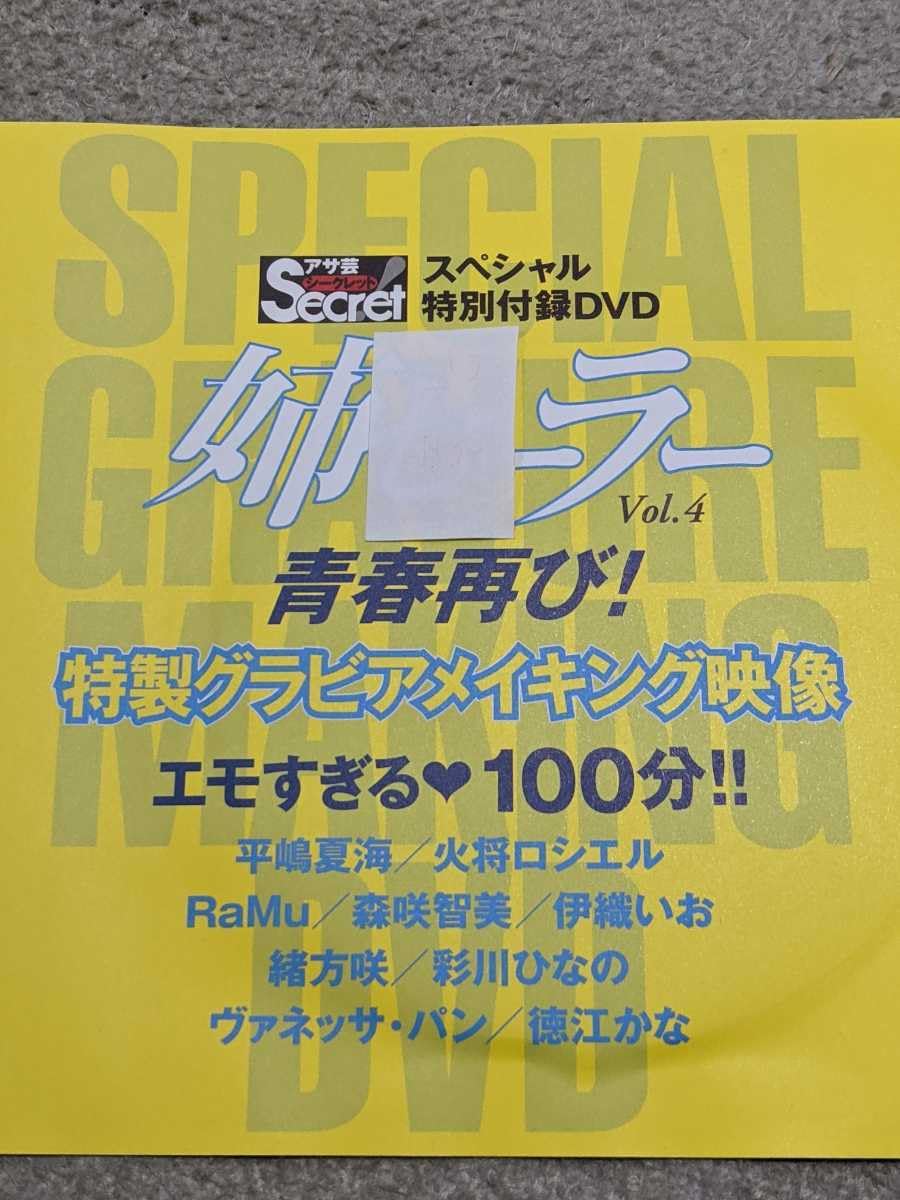 SPECIAL
GRAVURE
MAKING
DVD
アサ芸
シークレット
Secret!
スペシャル
特別付録DVD
姉 ーラー
Vol.4
青春再び!
特製グラビアメイキング映像
エモすぎる♥100分!!
平嶋夏海/火将ロシエル
RaMu/森咲智美/伊織いお
緒方咲/彩川ひなの
ヴァネッサ・パン/徳江かな